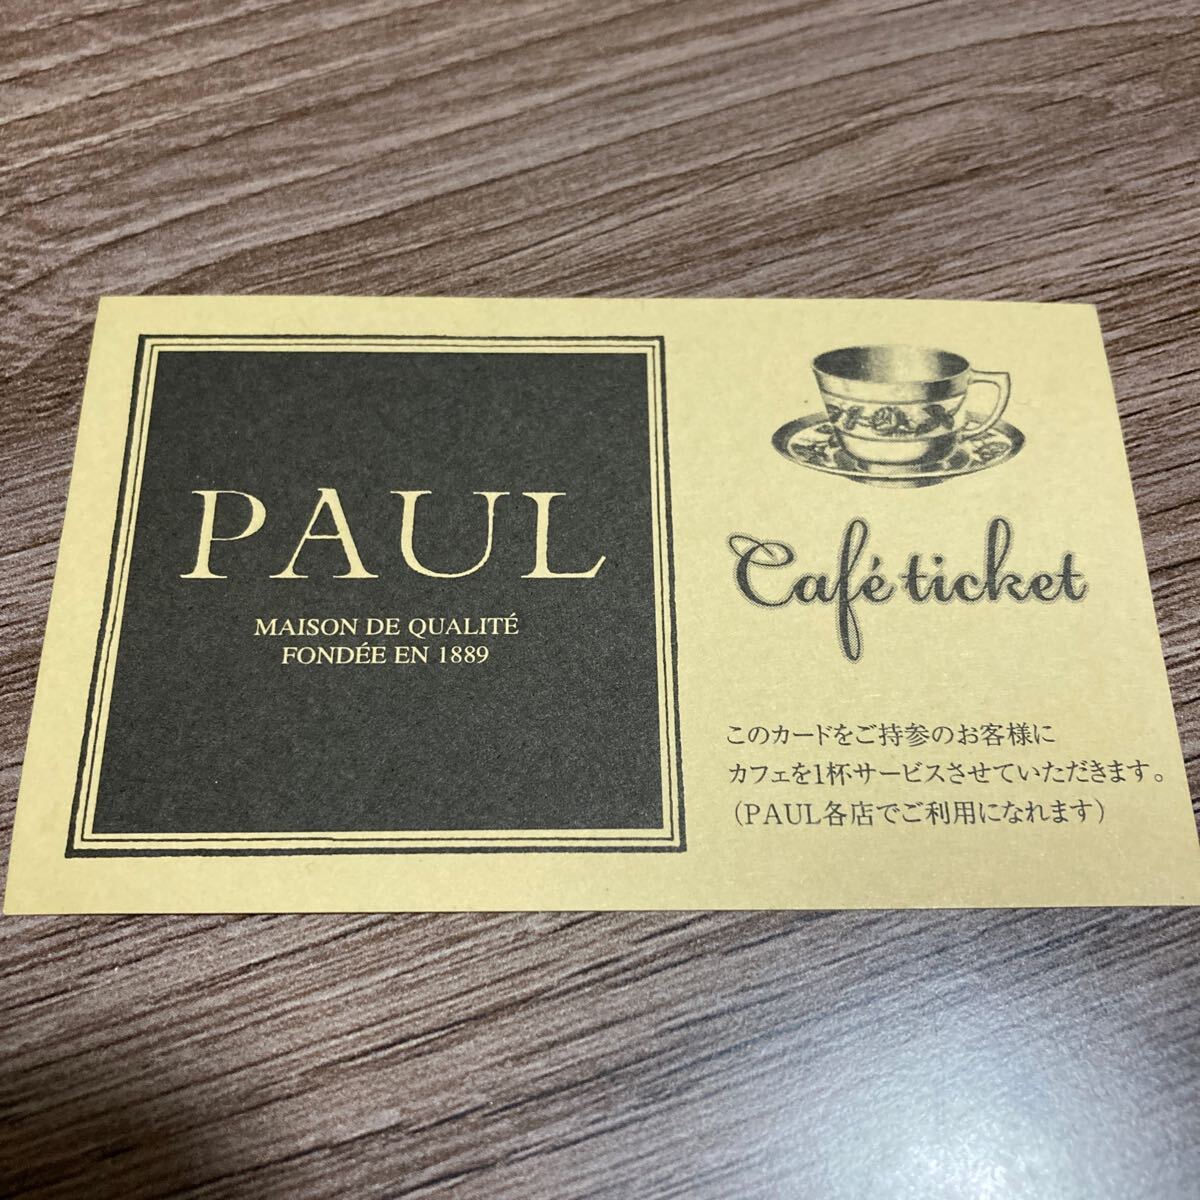 PAUL
MAISON DE QUALITÉ
FONDÉE EN 1889
Café ticket
このカードをご持参のお客様に
カフェを1杯サービスさせていただきます。
（PAUL各店でご利用になれます）